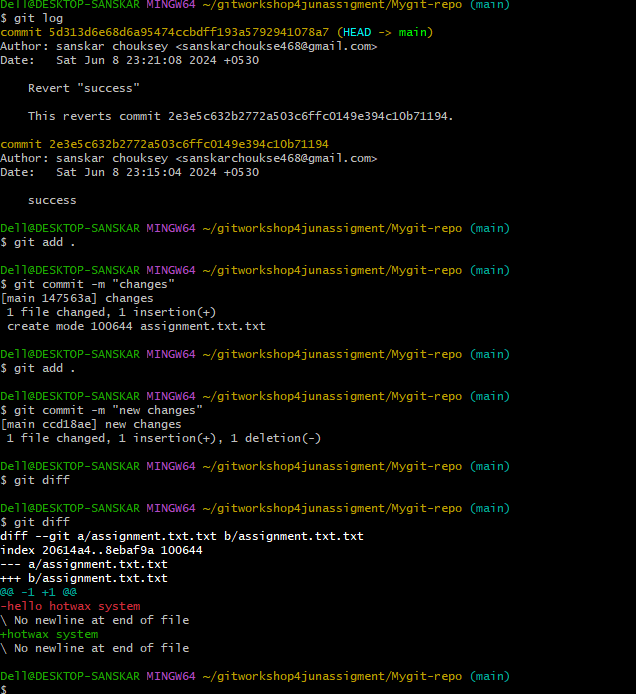 Dell@DESKTOP-SANSKAR MINGW64 ~/gitworkshop4junassigment/Mygit-repo (main)
$ git log
commit 5d313d6e68d6a95474ccbdff193a5792941078a7 (HEAD -> main)
Author: sanskar chouksey <sanskarchoukse468@gmail.com>
Date:   Sat Jun 8 23:21:08 2024 +0530

    Revert "success"

    This reverts commit 2e3e5c632b2772a503c6ffc0149e394c10b71194.

commit 2e3e5c632b2772a503c6ffc0149e394c10b71194
Author: sanskar chouksey <sanskarchoukse468@gmail.com>
Date:   Sat Jun 8 23:15:04 2024 +0530

    success

Dell@DESKTOP-SANSKAR MINGW64 ~/gitworkshop4junassigment/Mygit-repo (main)
$ git add .

Dell@DESKTOP-SANSKAR MINGW64 ~/gitworkshop4junassigment/Mygit-repo (main)
$ git commit -m "changes"
[main 147563a] changes
 1 file changed, 1 insertion(+)
 create mode 100644 assignment.txt.txt

Dell@DESKTOP-SANSKAR MINGW64 ~/gitworkshop4junassigment/Mygit-repo (main)
$ git add .

Dell@DESKTOP-SANSKAR MINGW64 ~/gitworkshop4junassigment/Mygit-repo (main)
$ git commit -m "new changes"
[main ccd18ae] new changes
 1 file changed, 1 insertion(+), 1 deletion(-)

Dell@DESKTOP-SANSKAR MINGW64 ~/gitworkshop4junassigment/Mygit-repo (main)
$ git diff

Dell@DESKTOP-SANSKAR MINGW64 ~/gitworkshop4junassigment/Mygit-repo (main)
$ git diff
diff --git a/assignment.txt.txt b/assignment.txt.txt
index 20614a4..8ebaf9a 100644
--- a/assignment.txt.txt
+++ b/assignment.txt.txt
@@ -1 +1 @@
-hello hotwax system
\ No newline at end of file
+hotwax system
\ No newline at end of file

Dell@DESKTOP-SANSKAR MINGW64 ~/gitworkshop4junassigment/Mygit-repo (main)
$